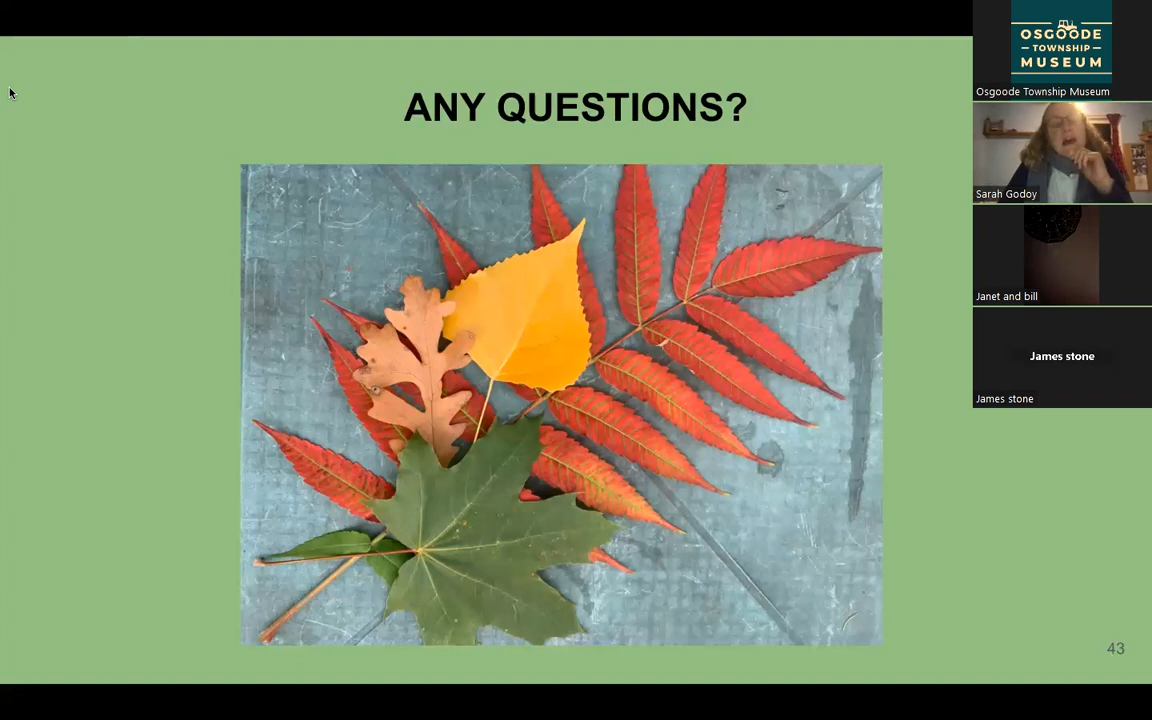 ANY QUESTIONS?
43
OSGOODE
TOWNSHIP
MUSEUM
Osgoode Township Museum
Sarah Godoy
Janet and bill
James stone
James stone